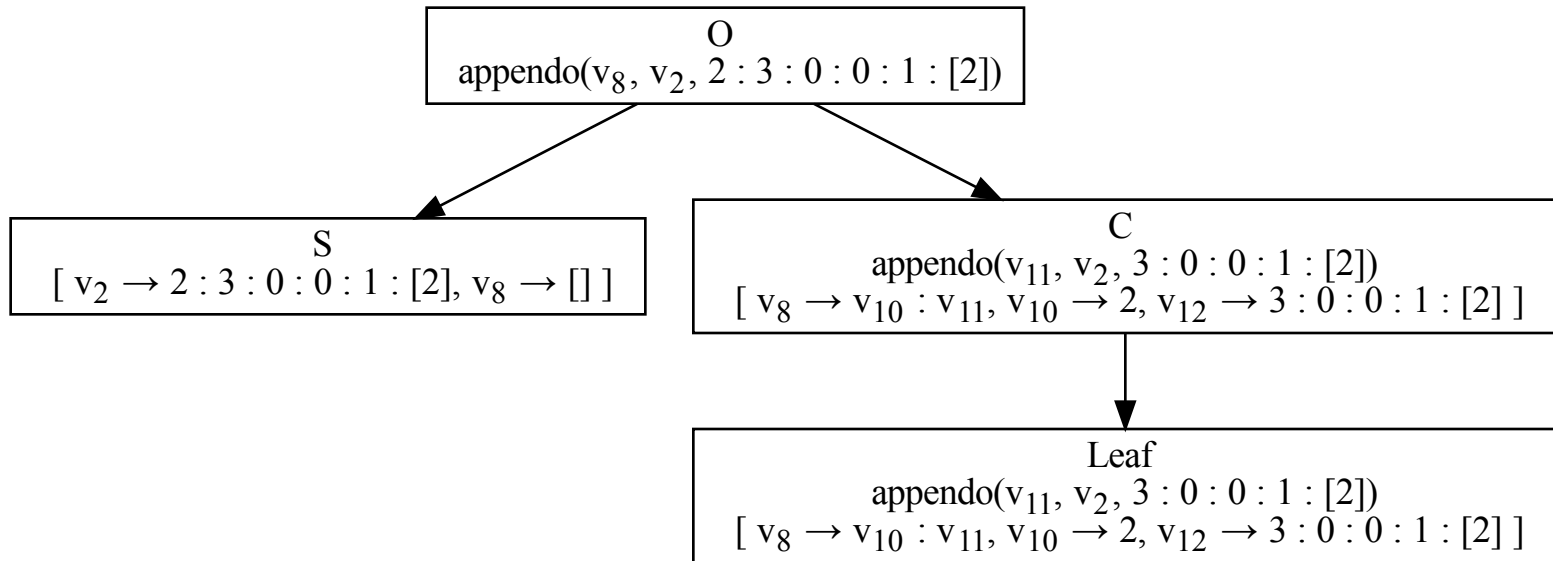 O
appendo(v₈, v₂, 2 : 3 : 0 : 0 : 1 : [2])
S
[ v₂ → 2 : 3 : 0 : 0 : 1 : [2], v₈ → [] ]
C
appendo(v₁₁, v₂, 3 : 0 : 0 : 1 : [2])
[ v₈ → v₁₀ : v₁₁, v₁₀ → 2, v₁₂ → 3 : 0 : 0 : 1 : [2] ]
Leaf
appendo(v₁₁, v₂, 3 : 0 : 0 : 1 : [2])
[ v₈ → v₁₀ : v₁₁, v₁₀ → 2, v₁₂ → 3 : 0 : 0 : 1 : [2] ]